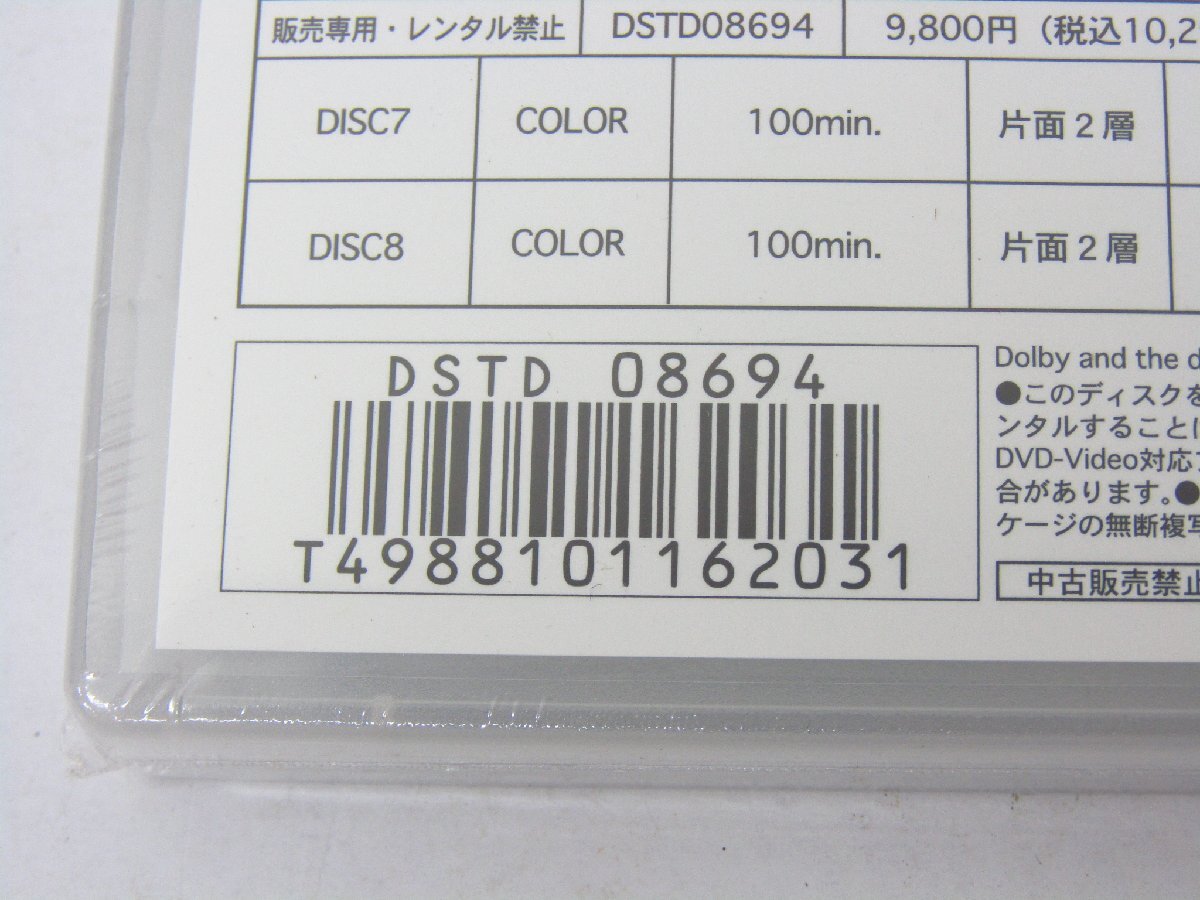 販売専用・レンタル禁止 DSTD08694 9,800円（税込10,2
DISC7 COLOR 100min. 片面2層
DISC8 COLOR 100min. 片面2層
DSTD 08694
T4988101162031
Dolby and the d
●このディスクを
ンタルすることに
DVD-Video対応
合があります。●
ケージの無断複写
中古販売禁止